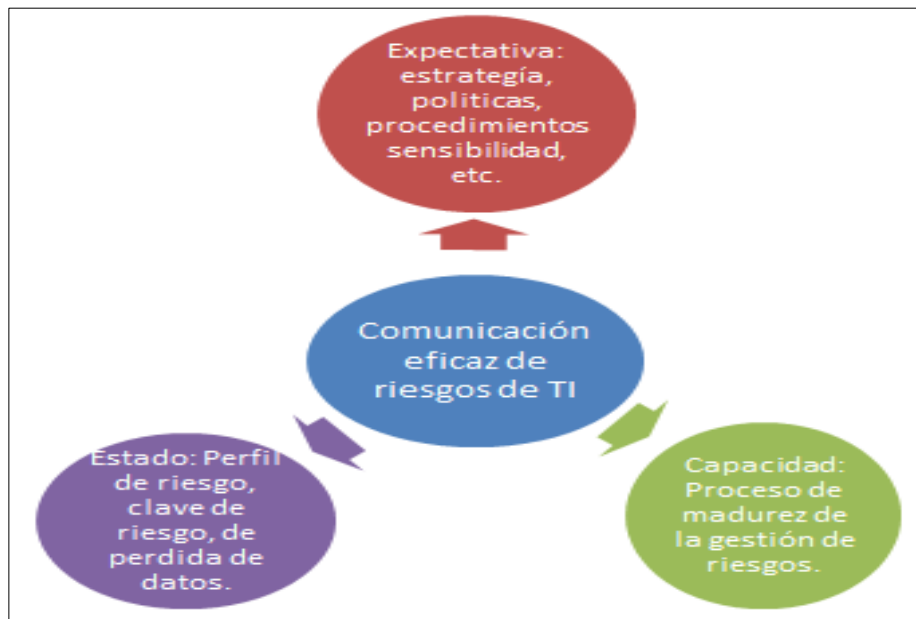 Expectativa:
estrategía,
politicas,
procedimientos
sensibilidad,
etc.
Comunicación
eficaz de
riesgos de TI
Estado: Perfil
de riesgo,
clave de
riesgo, de
perdida de
datos.
Capacidad:
Proceso de
madurez de
la gestión de
riesgos.